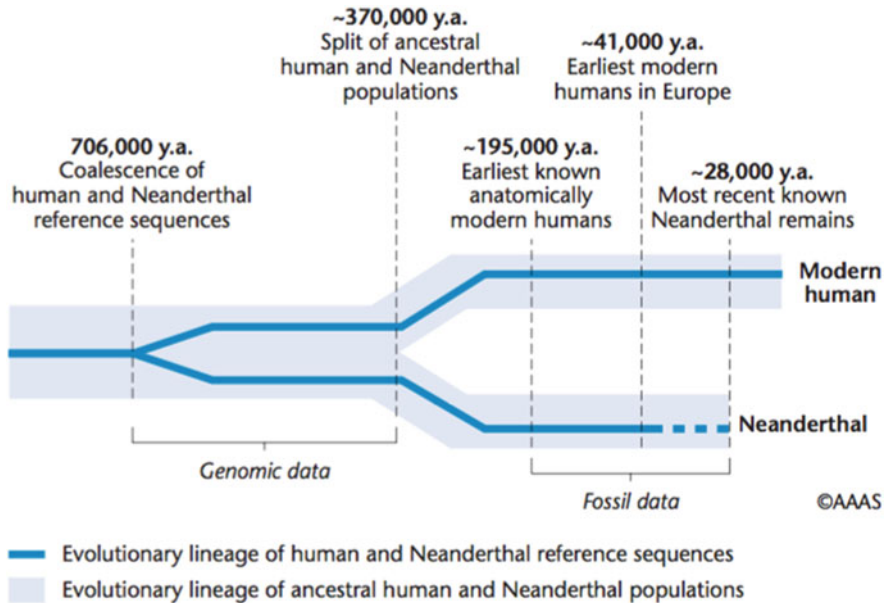 ~370,000 y.a.
Split of ancestral
human and Neanderthal
populations
~41,000 y.a.
Earliest modern
humans in Europe
706,000 y.a.
Coalescence of
human and Neanderthal
reference sequences
~195,000 y.a.
Earliest known
anatomically
modern humans
~28,000 y.a.
Most recent known
Neanderthal remains
Modern
human
Neanderthal
Genomic data
Fossil data
©AAAS
Evolutionary lineage of human and Neanderthal reference sequences
Evolutionary lineage of ancestral human and Neanderthal populations